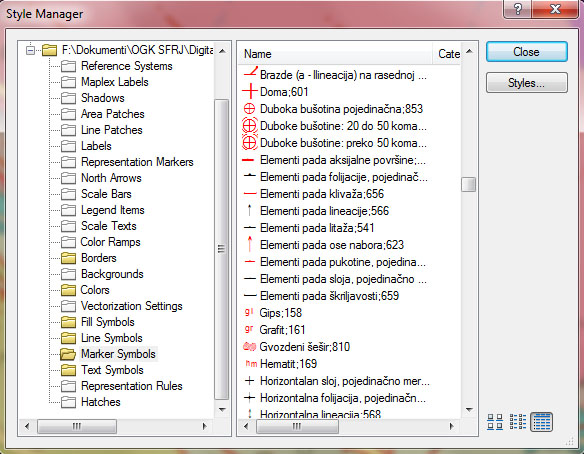 Style Manager
F:\Dokumenti\OGK SFRJ\Digita
Reference Systems
Maplex Labels
Shadows
Area Patches
Line Patches
Labels
Representation Markers
North Arrows
Scale Bars
Legend Items
Scale Texts
Color Ramps
Borders
Backgrounds
Colors
Vectorization Settings
Fill Symbols
Line Symbols
Marker Symbols
Text Symbols
Representation Rules
Hatches
Name Cate
Brazde (a - llineacija) na rasednoj ...
Doma;601
Duboka bušotina pojedinačna;853
Duboke bušotine: 20 do 50 koma...
Duboke bušotine: preko 50 koma...
Elementi pada aksijalne površine;...
Elementi pada folijacije, pojedinač...
Elementi pada klivaža;656
Elementi pada lineacije;566
Elementi pada litaža;541
Elementi pada ose nabora;623
Elementi pada pukotine, pojedina...
Elementi pada sloja, pojedinačno ...
Elementi pada škriljavosti;659
gi Gips;158
gr Grafit;161
Gvozdeni šešir;810
hm Hematit;169
Horizontalan sloj, pojedinačno mer...
Horizontalna folijacija, pojedinačn...
Horizontalna lineacija;568
Close
Styles...